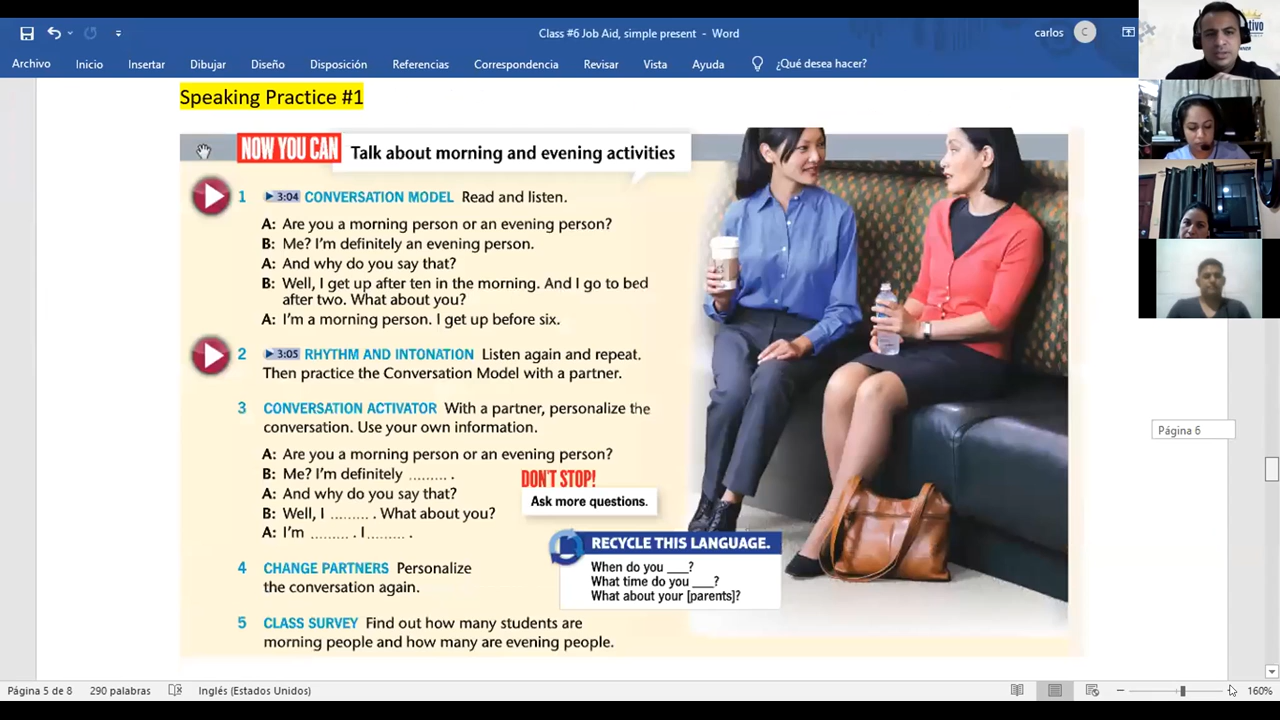 Class #6 Job Aid, simple present - Word
carlos
C
Archivo
Inicio
Insertar
Dibujar
Diseño
Disposición
Referencias
Correspondencia
Revisar
Vista
Ayuda
¿Qué desea hacer?
Speaking Practice #1
NOW YOU CAN Talk about morning and evening activities
1 3:04 CONVERSATION MODEL Read and listen.
A: Are you a morning person or an evening person?
B: Me? I'm definitely an evening person.
A: And why do you say that?
B: Well, I get up after ten in the morning. And I go to bed
after two. What about you?
A: I'm a morning person. I get up before six.
2 3:05 RHYTHM AND INTONATION Listen again and repeat.
Then practice the Conversation Model with a partner.
3 CONVERSATION ACTIVATOR With a partner, personalize the
conversation. Use your own information.
A: Are you a morning person or an evening person?
B: Me? I'm definitely ......... .
A: And why do you say that?
B: Well, I ......... . What about you?
A: I'm ......... . I ......... .
DON'T STOP!
Ask more questions.
RECYCLE THIS LANGUAGE.
When do you ___?
What time do you ___?
What about your [parents]?
4 CHANGE PARTNERS Personalize
the conversation again.
5 CLASS SURVEY Find out how many students are
morning people and how many are evening people.
Página 6
Página 5 de 8
290 palabras
Inglés (Estados Unidos)
160%